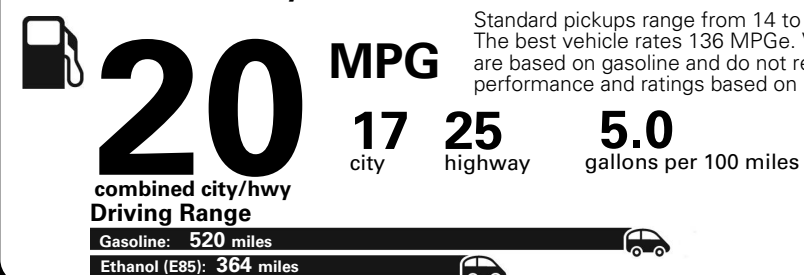 Standard pickups range from 14 to
The best vehicle rates 136 MPGe.
are based on gasoline and do not
performance and ratings based on
20
MPG
17 25 5.0
city highway gallons per 100 miles
combined city/hwy
Driving Range
Gasoline: 520 miles
Ethanol (E85): 364 miles